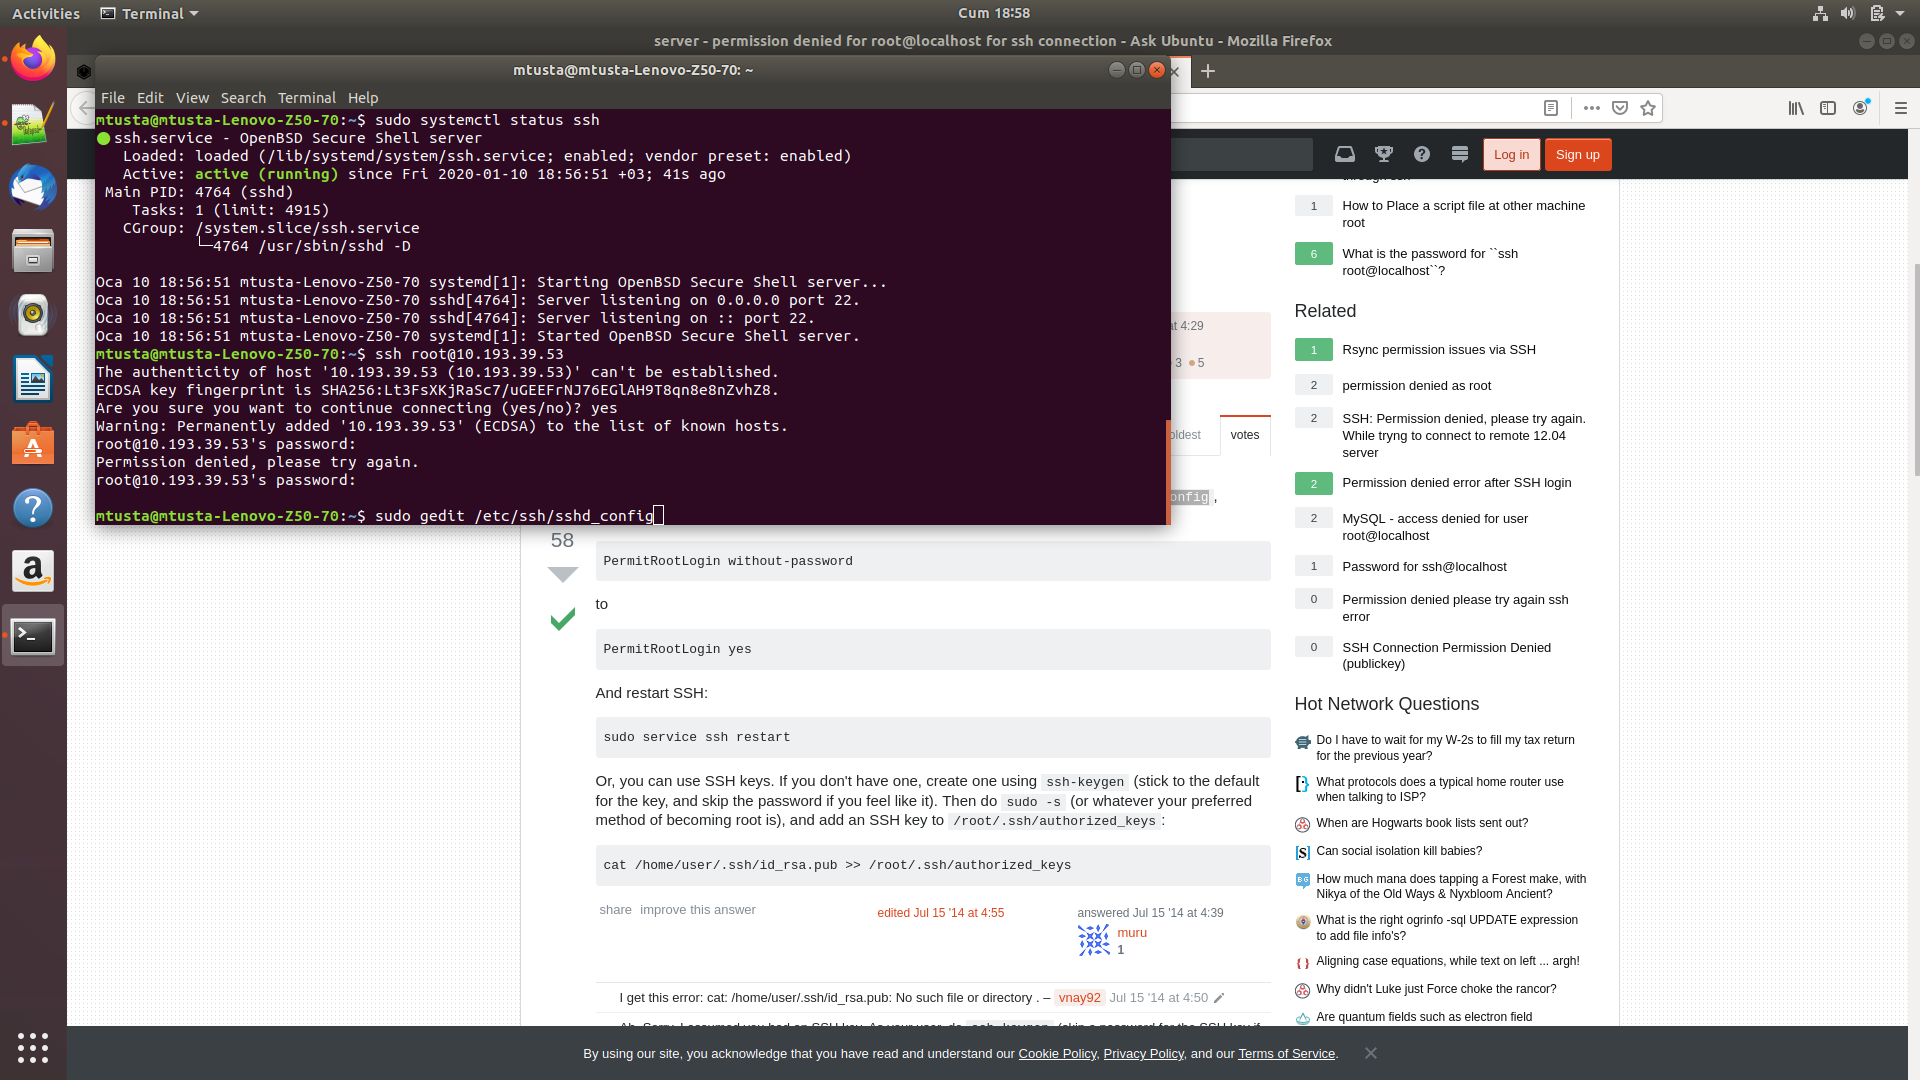 Activities
Terminal
Cum 18:58
server - permission denied for root@localhost for ssh connection - Ask Ubuntu - Mozilla Firefox
mtusta@mtusta-Lenovo-Z50-70: ~
File Edit View Search Terminal Help
mtusta@mtusta-Lenovo-Z50-70:~$ sudo systemctl status ssh
ssh.service - OpenBSD Secure Shell server
Loaded: loaded (/lib/systemd/system/ssh.service; enabled; vendor preset: enabled)
Active: active (running) since Fri 2020-01-10 18:56:51 +03; 41s ago
Main PID: 4764 (sshd)
Tasks: 1 (limit: 4915)
CGroup: /system.slice/ssh.service
└─4764 /usr/sbin/sshd -D
Oca 10 18:56:51 mtusta-Lenovo-Z50-70 systemd[1]: Starting OpenBSD Secure Shell server...
Oca 10 18:56:51 mtusta-Lenovo-Z50-70 sshd[4764]: Server listening on 0.0.0.0 port 22.
Oca 10 18:56:51 mtusta-Lenovo-Z50-70 sshd[4764]: Server listening on :: port 22.
Oca 10 18:56:51 mtusta-Lenovo-Z50-70 systemd[1]: Started OpenBSD Secure Shell server.
mtusta@mtusta-Lenovo-Z50-70:~$ ssh root@10.193.39.53
The authenticity of host '10.193.39.53 (10.193.39.53)' can't be established.
ECDSA key fingerprint is SHA256:Lt3FsXKjRaSc7/uGEEFrNJ76EGlAH9T8qn8e8nZvhZ8.
Are you sure you want to continue connecting (yes/no)? yes
Warning: Permanently added '10.193.39.53' (ECDSA) to the list of known hosts.
root@10.193.39.53's password:
Permission denied, please try again.
root@10.193.39.53's password:
mtusta@mtusta-Lenovo-Z50-70:~$ sudo gedit /etc/ssh/sshd_config
Log in
Sign up
at 4:29
3 5
oldest
votes
onfig,
58
PermitRootLogin without-password
to
PermitRootLogin yes
And restart SSH:
sudo service ssh restart
Or, you can use SSH keys. If you don't have one, create one using ssh-keygen (stick to the default
for the key, and skip the password if you feel like it). Then do sudo -s (or whatever your preferred
method of becoming root is), and add an SSH key to /root/.ssh/authorized_keys:
cat /home/user/.ssh/id_rsa.pub >> /root/.ssh/authorized_keys
share improve this answer
edited Jul 15 '14 at 4:55
answered Jul 15 '14 at 4:39
muru
1
I get this error: cat: /home/user/.ssh/id_rsa.pub: No such file or directory . – vnay92 Jul 15 '14 at 4:50
1 How to Place a script file at other machine
root
6 What is the password for ``ssh
root@localhost``?
Related
1 Rsync permission issues via SSH
2 permission denied as root
2 SSH: Permission denied, please try again.
While tryng to connect to remote 12.04
server
2 Permission denied error after SSH login
2 MySQL - access denied for user
root@localhost
1 Password for ssh@localhost
0 Permission denied please try again ssh
error
0 SSH Connection Permission Denied
(publickey)
Hot Network Questions
Do I have to wait for my W-2s to fill my tax return
for the previous year?
What protocols does a typical home router use
when talking to ISP?
When are Hogwarts book lists sent out?
Can social isolation kill babies?
How much mana does tapping a Forest make, with
Nikya of the Old Ways & Nyxbloom Ancient?
What is the right ogrinfo -sql UPDATE expression
to add file info's?
Aligning case equations, while text on left ... argh!
Why didn't Luke just Force choke the rancor?
Are quantum fields such as electron field
By using our site, you acknowledge that you have read and understand our Cookie Policy, Privacy Policy, and our Terms of Service.